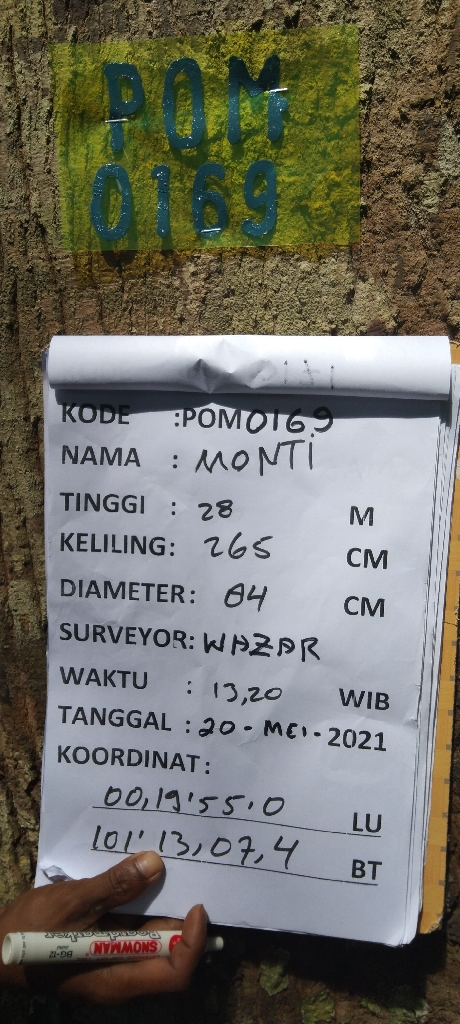 POM
0169
KODE :POM0169
NAMA : MONTI
TINGGI : 28 M
KELILING: 265 CM
DIAMETER: 84 CM
SURVEYOR: WAZAR
WAKTU : 13,20 WIB
TANGGAL : 20 - MEI - 2021
KOORDINAT:
00,19'55.0 LU
101' 13,07,4 BT
SNOWMAN
BG-12
Boardmarker